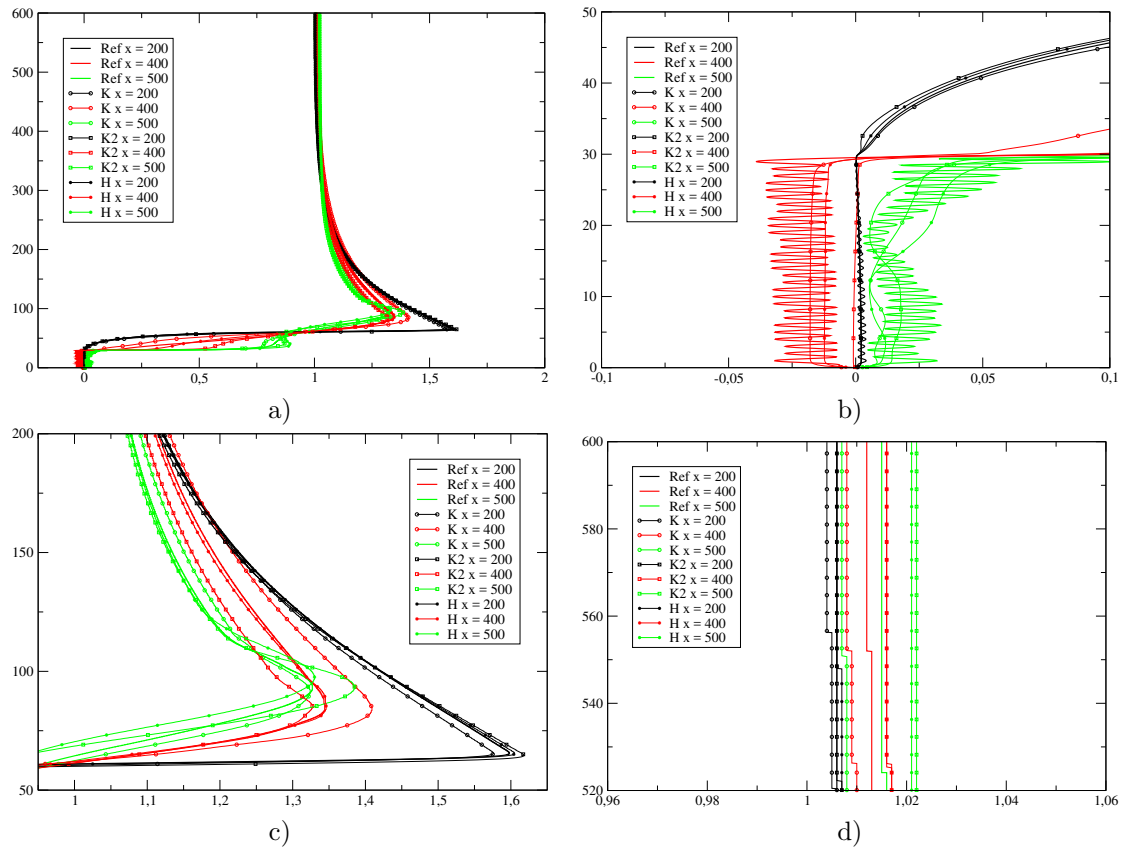 600
500
400
300
200
100
0
0
0,5
1
1,5
2
Ref x = 200
Ref x = 400
Ref x = 500
K x = 200
K x = 400
K x = 500
K2 x = 200
K2 x = 400
K2 x = 500
H x = 200
H x = 400
H x = 500
a)
50
40
30
20
10
0
-0,1
-0,05
0
0,05
0,1
Ref x = 200
Ref x = 400
Ref x = 500
K x = 200
K x = 400
K x = 500
K2 x = 200
K2 x = 400
K2 x = 500
H x = 200
H x = 400
H x = 500
b)
200
150
100
50
1
1,1
1,2
1,3
1,4
1,5
1,6
Ref x = 200
Ref x = 400
Ref x = 500
K x = 200
K x = 400
K x = 500
K2 x = 200
K2 x = 400
K2 x = 500
H x = 200
H x = 400
H x = 500
c)
600
580
560
540
520
0,96
0,98
1
1,02
1,04
1,06
Ref x = 200
Ref x = 400
Ref x = 500
K x = 200
K x = 400
K x = 500
K2 x = 200
K2 x = 400
K2 x = 500
H x = 200
H x = 400
H x = 500
d)